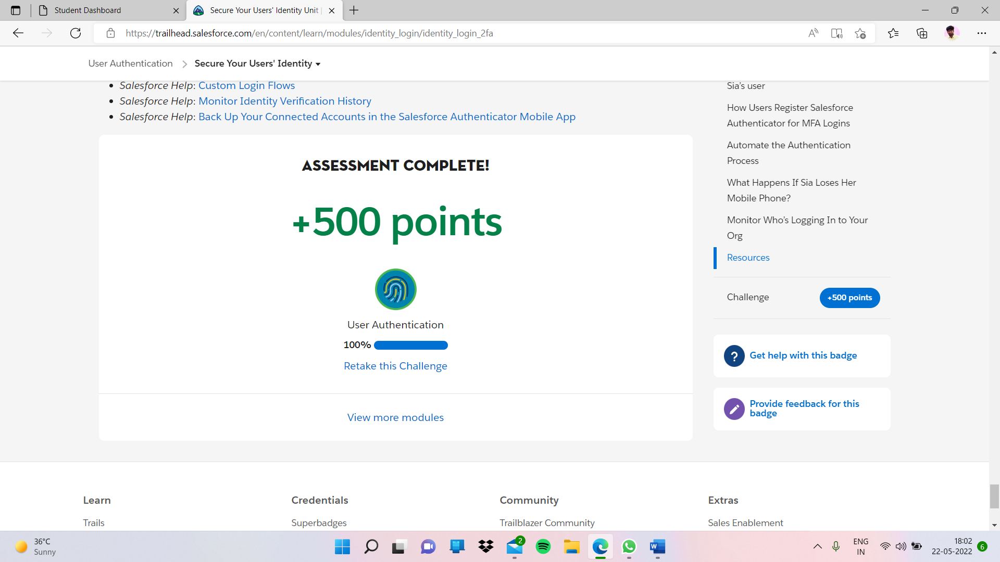 Student Dashboard
Secure Your Users' Identity Unit |
https://trailhead.salesforce.com/en/content/learn/modules/identity_login/identity_login_2fa
User Authentication
Secure Your Users' Identity
Salesforce Help: Custom Login Flows
Salesforce Help: Monitor Identity Verification History
Salesforce Help: Back Up Your Connected Accounts in the Salesforce Authenticator Mobile App
ASSESSMENT COMPLETE!
+500 points
User Authentication
100%
Retake this Challenge
View more modules
Sia’s user
How Users Register Salesforce
Authenticator for MFA Logins
Automate the Authentication
Process
What Happens If Sia Loses Her
Mobile Phone?
Monitor Who’s Logging In to Your
Org
Resources
Challenge
+500 points
?
Get help with this badge
Provide feedback for this
badge
Learn
Trails
Credentials
Superbadges
Community
Trailblazer Community
Extras
Sales Enablement
36°C
Sunny
2
W
ENG
IN
18:02
22-05-2022
6